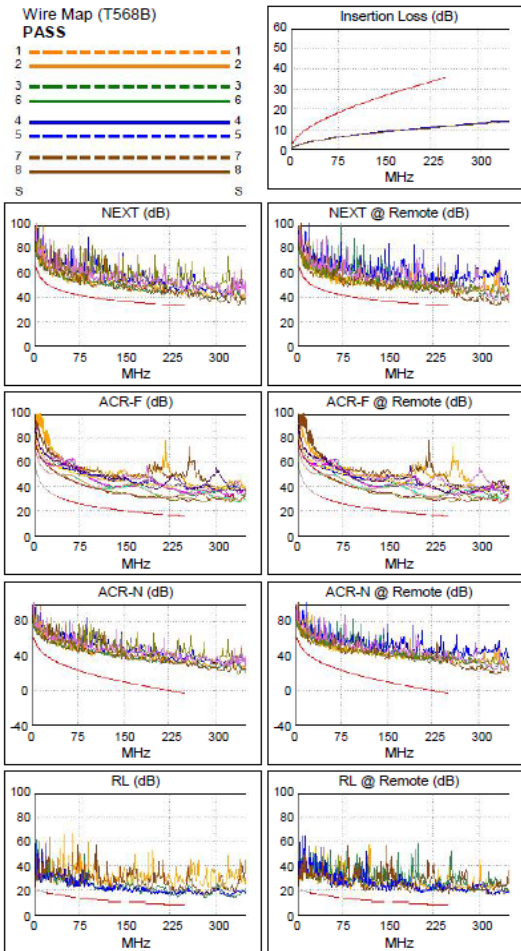 Wire Map (T568B)
PASS
1 1
2 2
3 3
6 6
4 4
5 5
7 7
8 8
S S
Insertion Loss (dB)
60
50
40
30
20
10
0
0 75 150 225 300
MHz
NEXT (dB)
100
80
60
40
20
0
0 75 150 225 300
MHz
NEXT @ Remote (dB)
100
80
60
40
20
0
0 75 150 225 300
MHz
ACR-F (dB)
100
80
60
40
20
0
0 75 150 225 300
MHz
ACR-F @ Remote (dB)
100
80
60
40
20
0
0 75 150 225 300
MHz
ACR-N (dB)
80
40
0
-40
0 75 150 225 300
MHz
ACR-N @ Remote (dB)
80
40
0
-40
0 75 150 225 300
MHz
RL (dB)
100
80
60
40
20
0
0 75 150 225 300
MHz
RL @ Remote (dB)
100
80
60
40
20
0
0 75 150 225 300
MHz